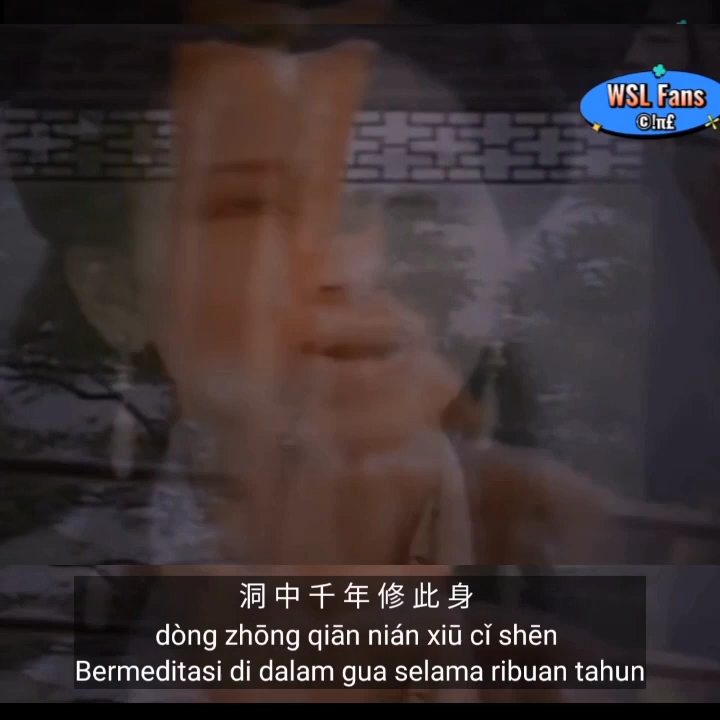 WSL Fans
©!π£
洞中千年修此身
dòng zhōng qiān nián xiū cǐ shēn
Bermeditasi di dalam gua selama ribuan tahun